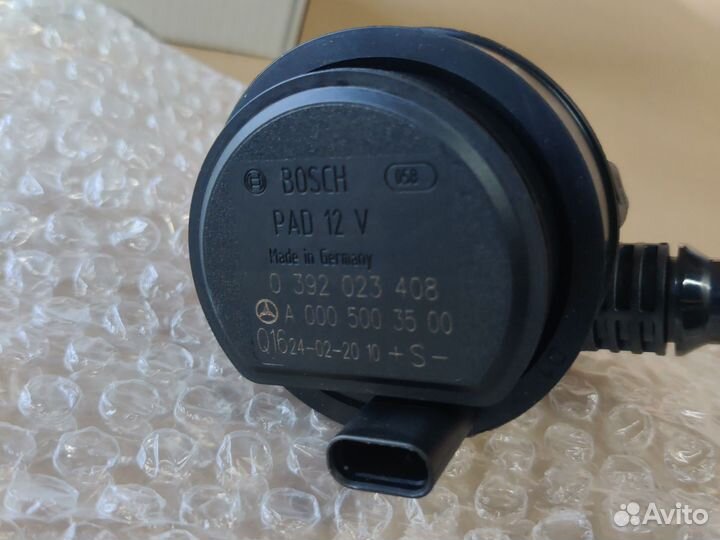 BOSCH 058
PAD 12 V
Made in Germany
0 392 023 408
A 000 500 35 00
Q16 24-02-20 10 + S -
Avito